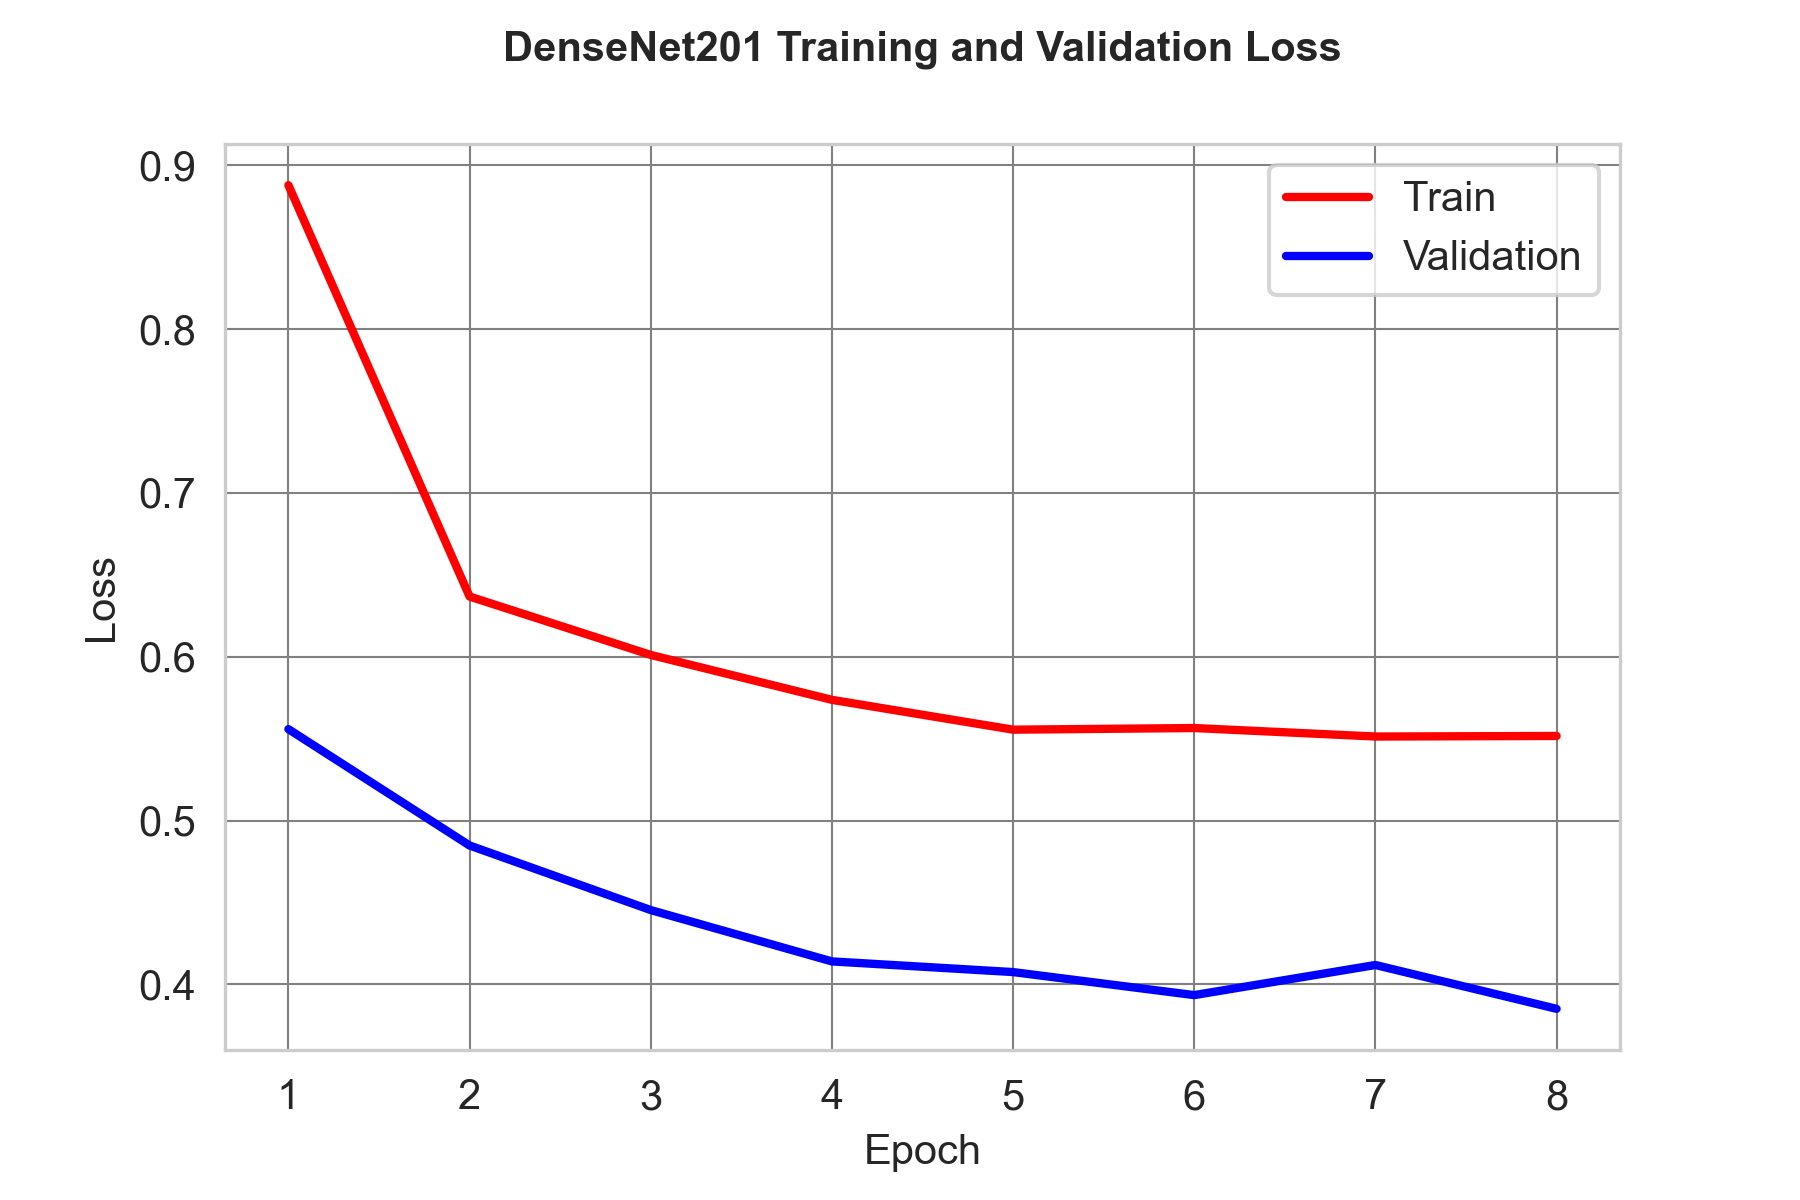 DenseNet201 Training and Validation Loss
0.9
0.8
0.7
0.6
0.5
0.4
Loss
Train
Validation
1 2 3 4 5 6 7 8
Epoch